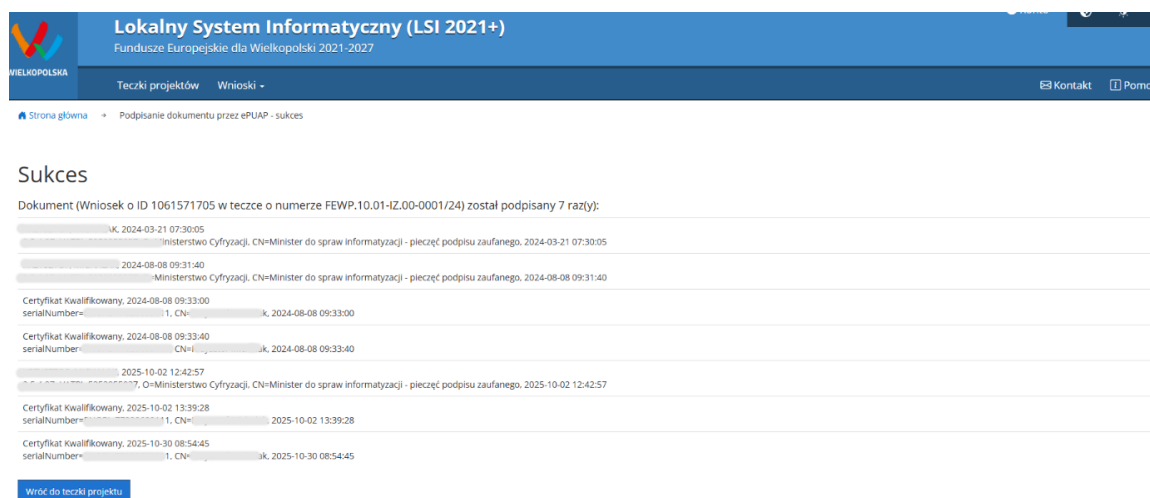 Lokalny System Informatyczny (LSI 2021+)
Fundusze Europejskie dla Wielkopolski 2021-2027
WIELKOPOLSKA
Teczki projektów Wnioski
Kontakt Pomo
Strona główna → Podpisanie dokumentu przez ePUAP - sukces
Sukces
Dokument (Wniosek o ID 1061571705 w teczce o numerze FEWP.10.01-IZ.00-0001/24) został podpisany 7 raz(y):
K, 2024-03-21 07:30:05
inisterstwo Cyfryzacji, CN=Minister do spraw informatyzacji - pieczęć podpisu zaufanego, 2024-03-21 07:30:05
, 2024-08-08 09:31:40
=Ministerstwo Cyfryzacji, CN=Minister do spraw informatyzacji - pieczęć podpisu zaufanego, 2024-08-08 09:31:40
Certyfikat Kwalifikowany, 2024-08-08 09:33:00
serialNumber= 1, CN= k, 2024-08-08 09:33:00
Certyfikat Kwalifikowany, 2024-08-08 09:33:40
serialNumber= CN= k, 2024-08-08 09:33:40
, 2025-10-02 12:42:57
, O=Ministerstwo Cyfryzacji, CN=Minister do spraw informatyzacji - pieczęć podpisu zaufanego, 2025-10-02 12:42:57
Certyfikat Kwalifikowany, 2025-10-02 13:39:28
serialNumber= 1, CN= , 2025-10-02 13:39:28
Certyfikat Kwalifikowany, 2025-10-30 08:54:45
serialNumber= 1, CN= ak, 2025-10-30 08:54:45
Wróć do teczki projektu